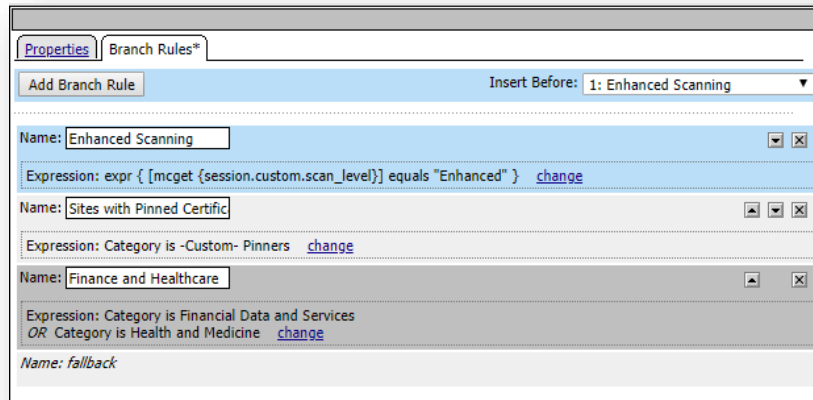 Properties Branch Rules*
Add Branch Rule Insert Before: 1: Enhanced Scanning
Name: Enhanced Scanning
Expression: expr { [mcget {session.custom.scan_level}] equals "Enhanced" } change
Name: Sites with Pinned Certific
Expression: Category is -Custom- Pinners change
Name: Finance and Healthcare
Expression: Category is Financial Data and Services
OR Category is Health and Medicine change
Name: fallback